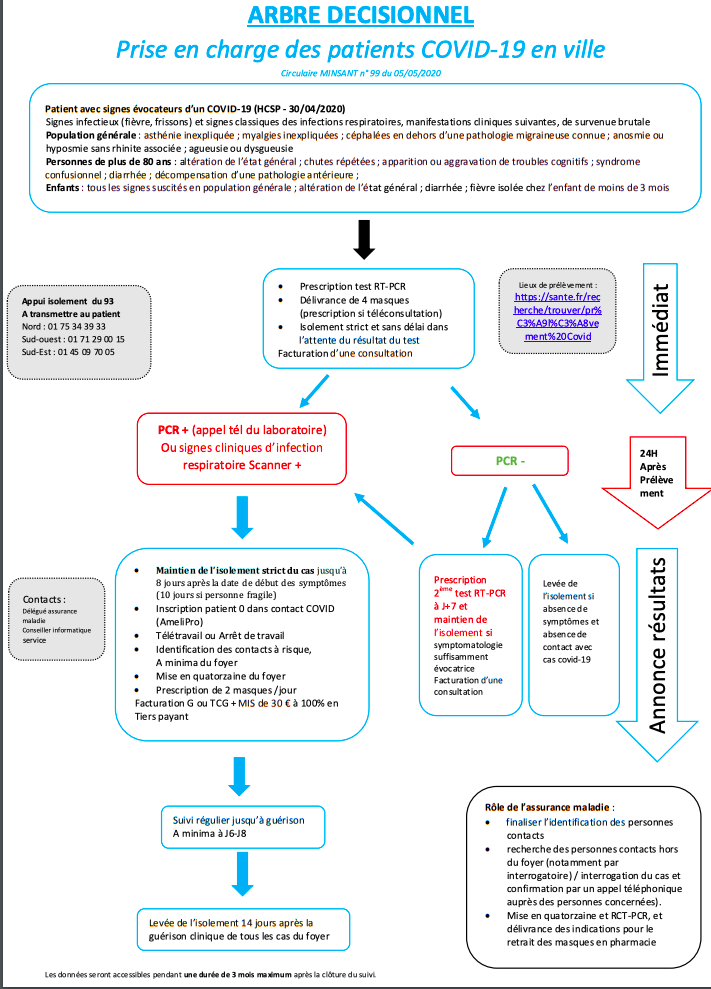 ARBRE DECISIONNEL
Prise en charge des patients COVID-19 en ville
Circulaire MINSANT n° 99 du 05/05/2020
Patient avec signes évocateurs d'un COVID-19 (HCSP - 30/04/2020)
Signes infectieux (fièvre, frissons) et signes classiques des infections respiratoires, manifestations cliniques suivantes, de survenue brutale
Population générale : asthénie inexpliquée ; myalgies inexpliquées ; céphalées en dehors d'une pathologie migraineuse connue ; anosmie ou
hyposmie sans rhinite associée ; agueusie ou dysgueusie
Personnes de plus de 80 ans : altération de l'état général ; chutes répétées ; apparition ou aggravation de troubles cognitifs ; syndrome
confusionnel ; diarrhée ; décompensation d'une pathologie antérieure ;
Enfants : tous les signes suscités en population générale ; altération de l'état général ; diarrhée ; fièvre isolée chez l'enfant de moins de 3 mois
Appui isolement du 93
A transmettre au patient
Nord : 01 75 34 39 33
Sud-ouest : 01 71 29 00 15
Sud-Est : 01 45 09 70 05
• Prescription test RT-PCR
• Délivrance de 4 masques
(prescription si téléconsultation)
• Isolement strict et sans délai dans
l'attente du résultat du test
Facturation d'une consultation
Lieux de prélèvement :
https://sante.fr/rec
herche/trouver/pr%
C3%A9l%C3%A8ve
ment%20Covid
Immédiat
PCR + (appel tél du laboratoire)
Ou signes cliniques d'infection
respiratoire Scanner +
PCR -
24H
Après
Prélève
ment
Contacts :
Délégué assurance
maladie
Conseiller informatique
service
• Maintien de l'isolement strict du cas jusqu'à
8 jours après la date de début des symptômes
(10 jours si personne fragile)
• Inscription patient 0 dans contact COVID
(AmeliPro)
• Télétravail ou Arrêt de travail
• Identification des contacts à risque,
A minima du foyer
• Mise en quatorzaine du foyer
• Prescription de 2 masques /jour
Facturation G ou TCG + MIS de 30 € à 100% en
Tiers payant
Prescription
2ème test RT-PCR
à J+7 et
maintien de
l'isolement si
symptomatologie
suffisamment
évocatrice
Facturation d'une
consultation
Levée de
l'isolement si
absence de
symptômes et
absence de
contact avec
cas covid-19
Annonce résultats
Suivi régulier jusqu'à guérison
A minima à J6-J8
Levée de l'isolement 14 jours après la
guérison clinique de tous les cas du foyer
Rôle de l'assurance maladie :
• finaliser l'identification des personnes
contacts
• recherche des personnes contacts hors
du foyer (notamment par
interrogatoire) / interrogation du cas et
confirmation par un appel téléphonique
auprès des personnes concernées).
• Mise en quatorzaine et RCT-PCR, et
délivrance des indications pour le
retrait des masques en pharmacie
Les données seront accessibles pendant une durée de 3 mois maximum après la clôture du suivi.